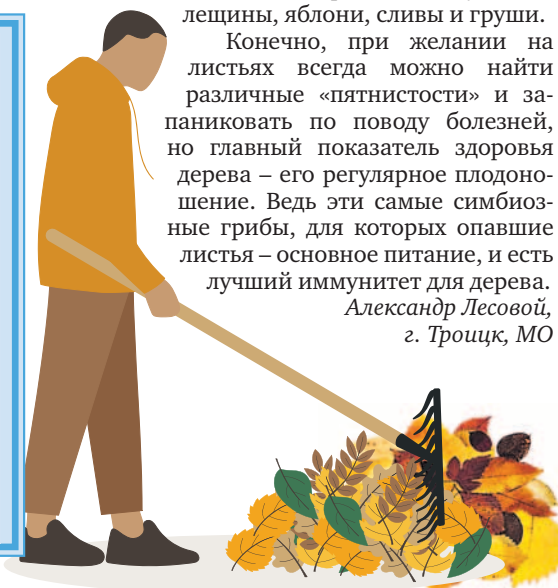 лещины, яблони, сливы и груши.
Конечно, при желании на
листьях всегда можно найти
различные «пятнистости» и за-
паниковать по поводу болезней,
но главный показатель здоровья
дерева – его регулярное плодоно-
шение. Ведь эти самые симбиоз-
ные грибы, для которых опавшие
листья – основное питание, и есть
лучший иммунитет для дерева.
Александр Лесовой,
г. Троицк, МО